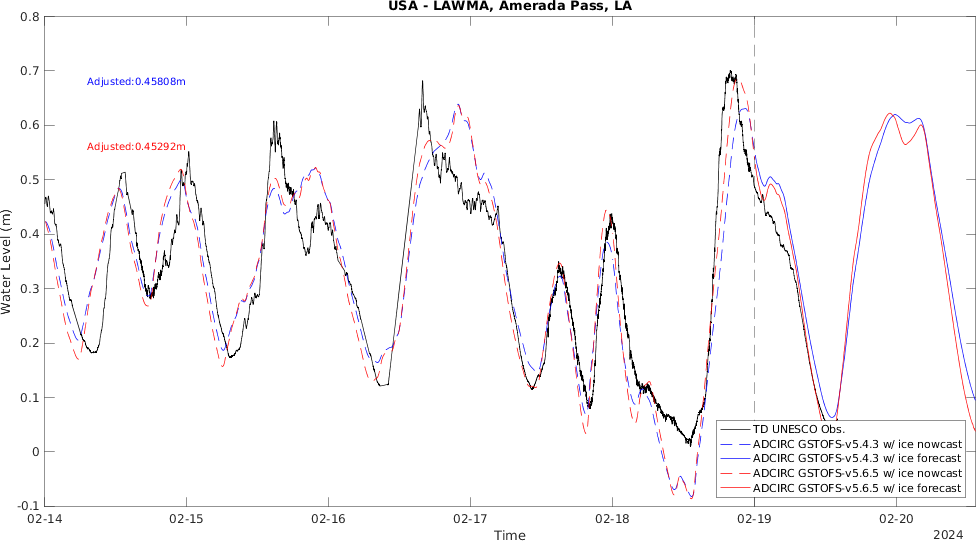 USA - LAWMA, Amerada Pass, LA
0.8
0.7
0.6
0.5
0.4
0.3
0.2
0.1
0
-0.1
Water Level (m)
Adjusted:0.45808m
Adjusted:0.45292m
TD UNESCO Obs.
ADCIRC GSTOFS-v5.4.3 w/ ice nowcast
ADCIRC GSTOFS-v5.4.3 w/ ice forecast
ADCIRC GSTOFS-v5.6.5 w/ ice nowcast
ADCIRC GSTOFS-v5.6.5 w/ ice forecast
02-14 02-15 02-16 02-17 02-18 02-19 02-20
Time
2024